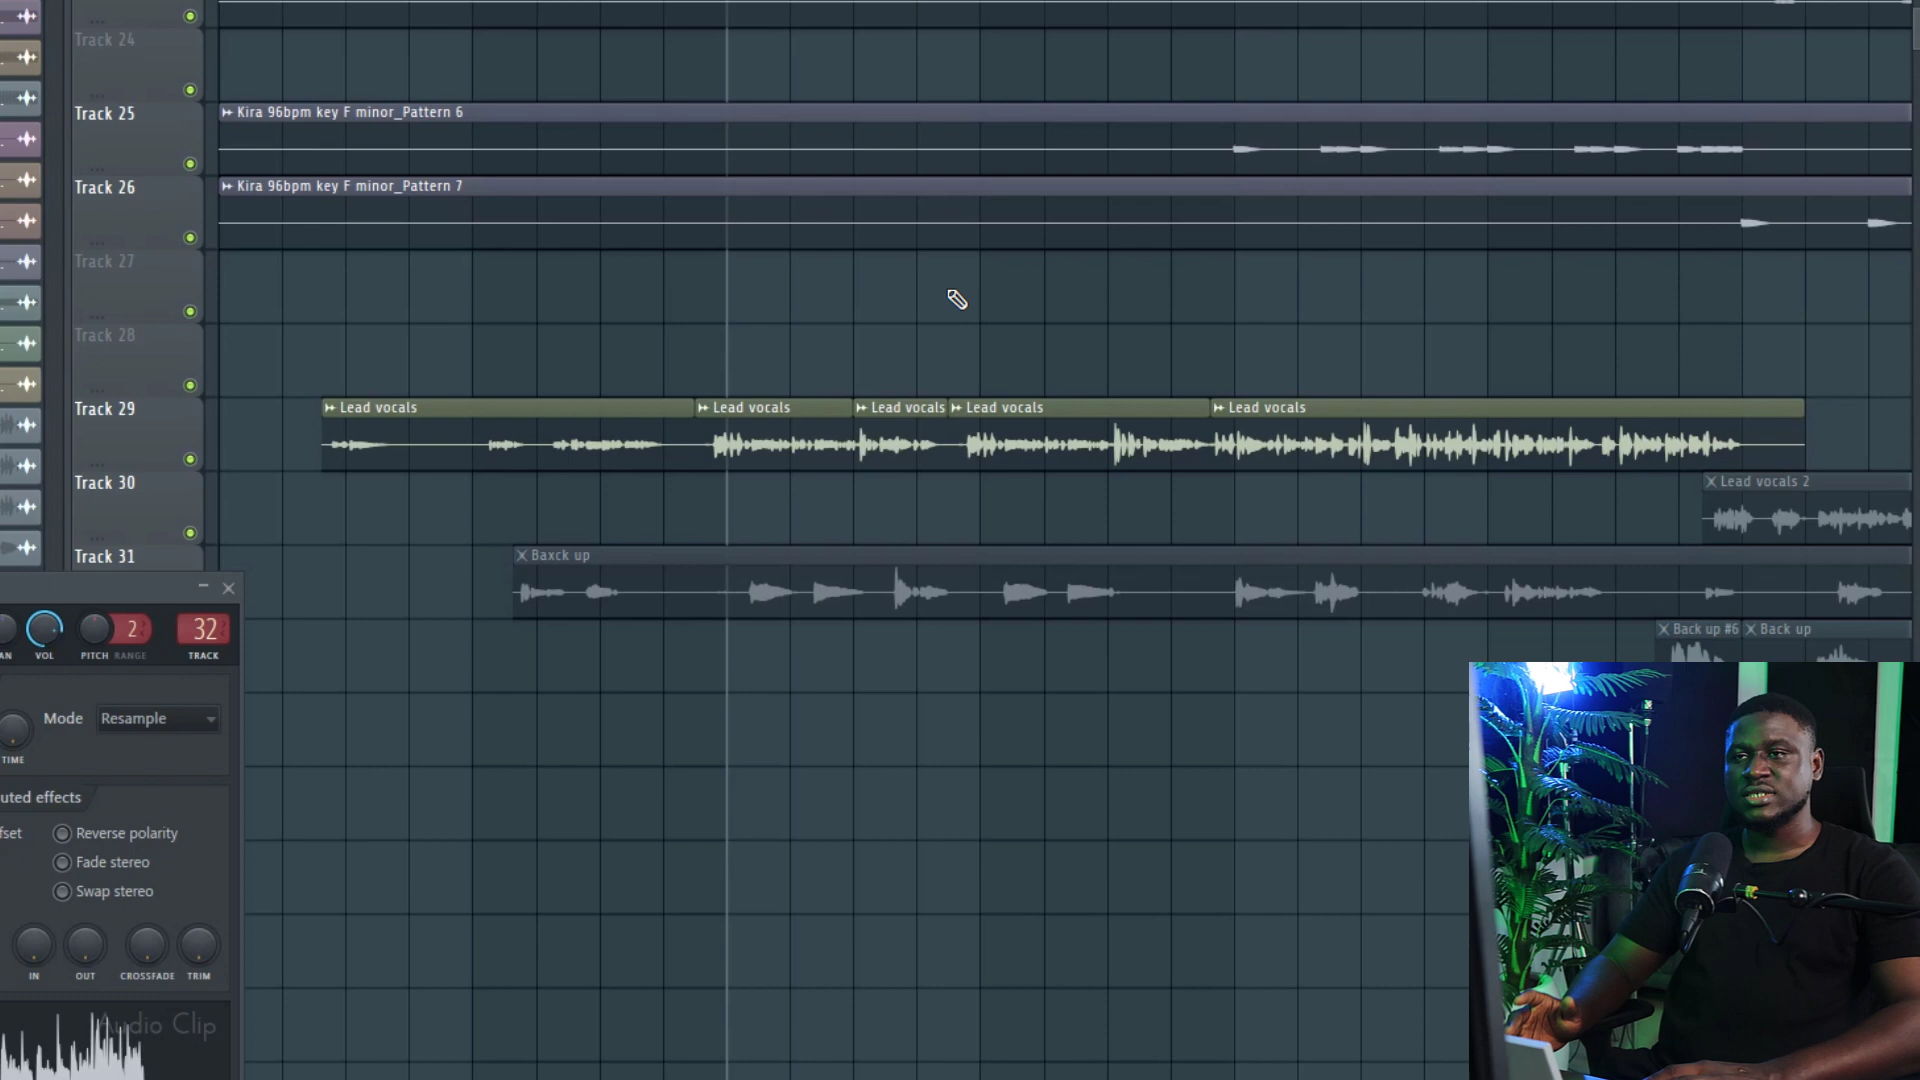 Track 24
Track 25
Kira 96bpm key F minor_Pattern 6
Track 26
Kira 96bpm key F minor_Pattern 7
Track 27
Track 28
Track 29
Lead vocals
Lead vocals
Lead vocals
Lead vocals
Lead vocals
Track 30
Lead vocals 2
Track 31
Baxck up
Back up #6
Back up
2
32
AN
VOL
PITCH
RANGE
TRACK
Mode
Resample
TIME
uted effects
fset
Reverse polarity
Fade stereo
Swap stereo
IN
OUT
CROSSFADE
TRIM
Audio Clip